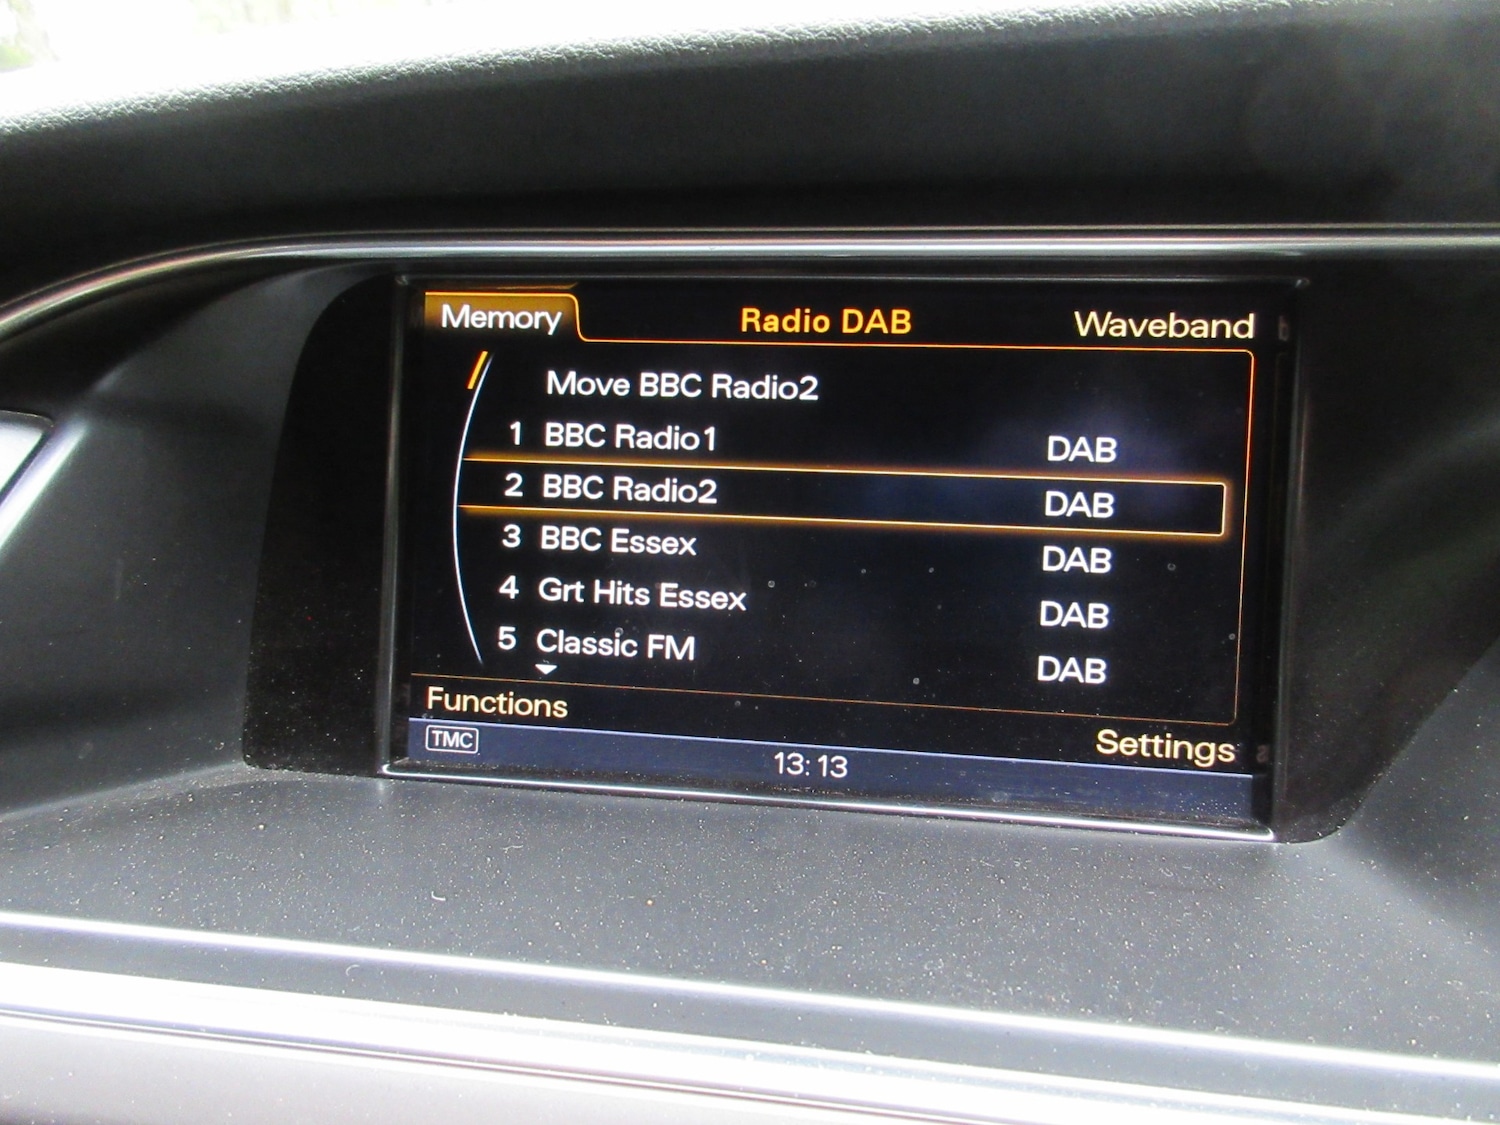 Memory Radio DAB Waveband
Move BBC Radio2
1 BBC Radio1 DAB
2 BBC Radio2 DAB
3 BBC Essex DAB
4 Grt Hits Essex DAB
5 Classic FM DAB
Functions
Settings
TMC 13:13